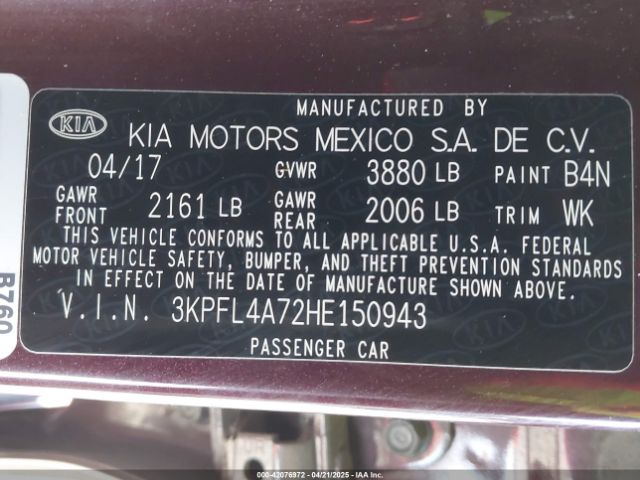 MANUFACTURED BY
KIA KIA MOTORS MEXICO S.A. DE C.V.
04/17 GVWR 3880 LB PAINT B4N
GAWR FRONT 2161 LB GAWR REAR 2006 LB TRIM WK
THIS VEHICLE CONFORMS TO ALL APPLICABLE U.S.A. FEDERAL
MOTOR VEHICLE SAFETY, BUMPER, AND THEFT PREVENTION STANDARDS
IN EFFECT ON THE DATE OF MANUFACTURE SHOWN ABOVE.
V.I.N. 3KPFL4A72HE150943
PASSENGER CAR
B760
000-42076972 - 04/21/2025 - IAAI.COM